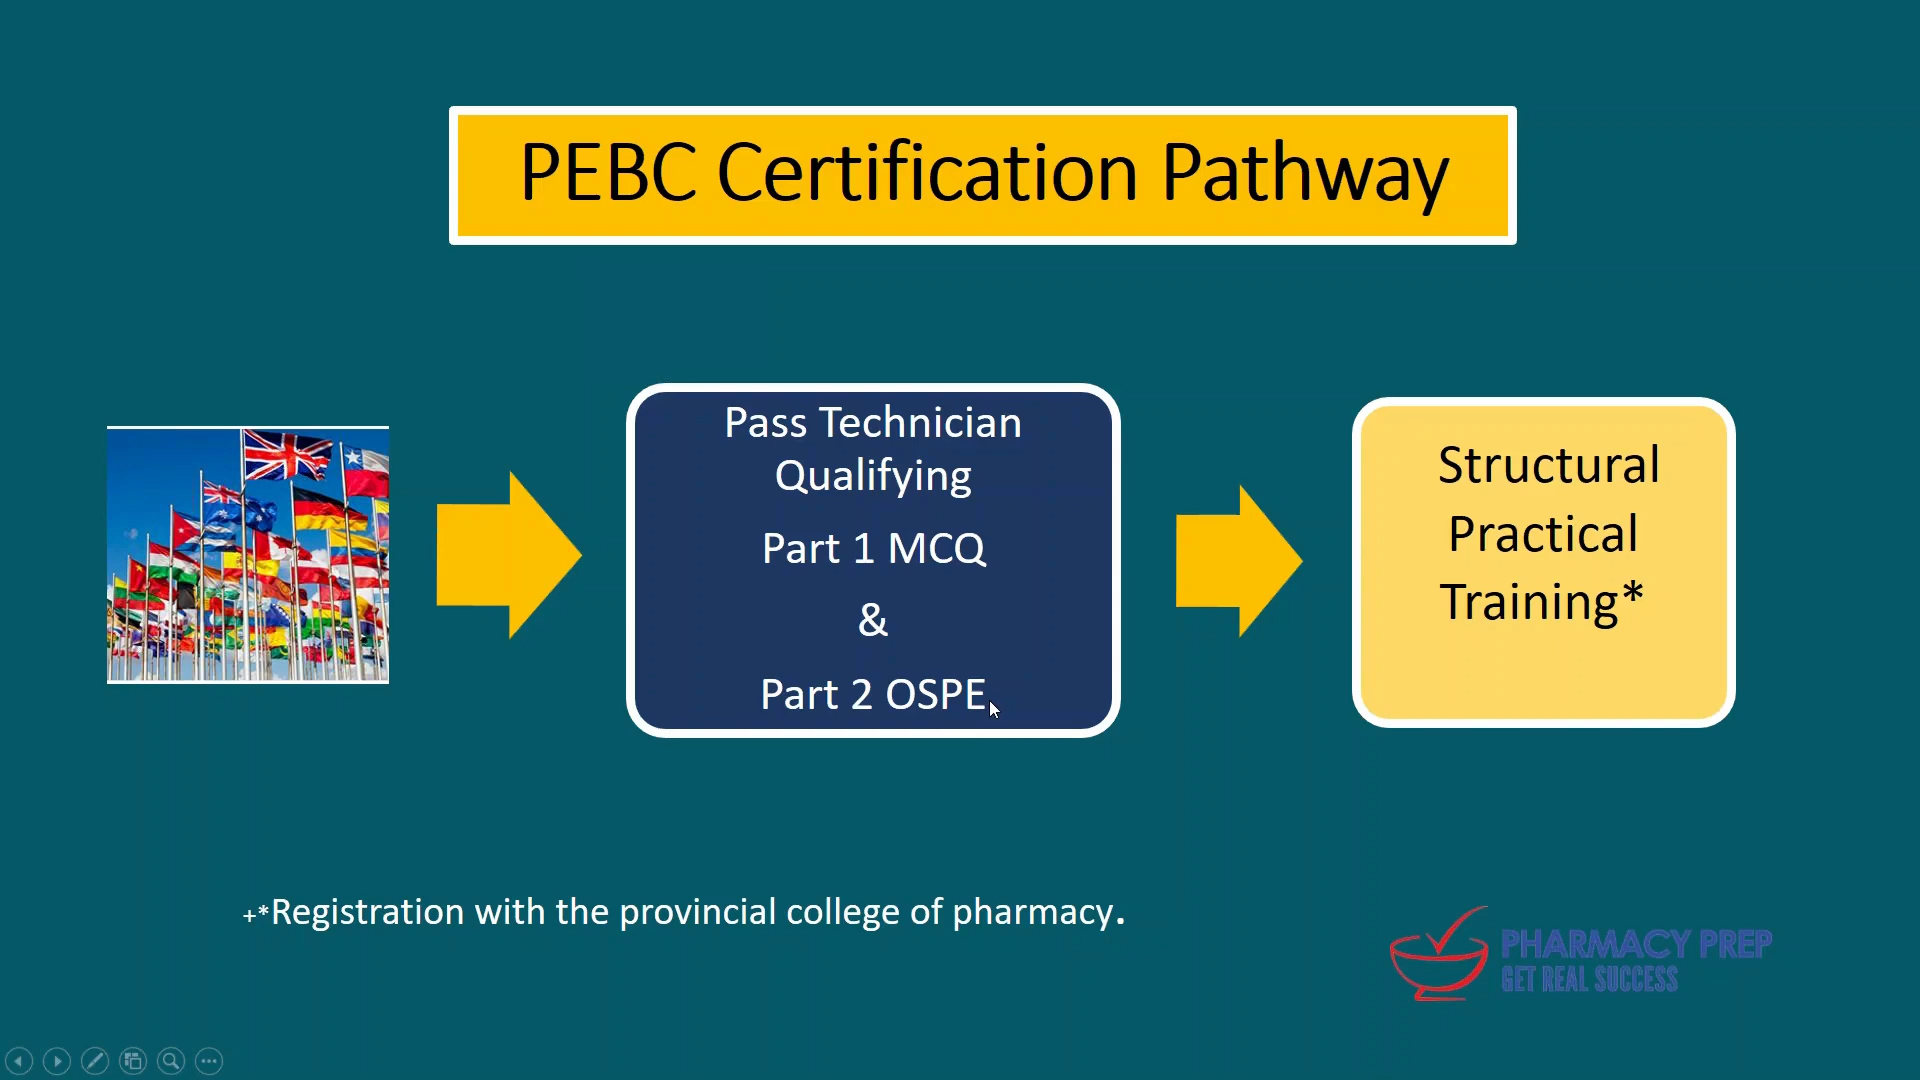 PEBC Certification Pathway
Pass Technician
Qualifying
Part 1 MCQ
&
Part 2 OSPE
Structural
Practical
Training*
+*Registration with the provincial college of pharmacy.
PHARMACY PREP
GET REAL SUCCESS